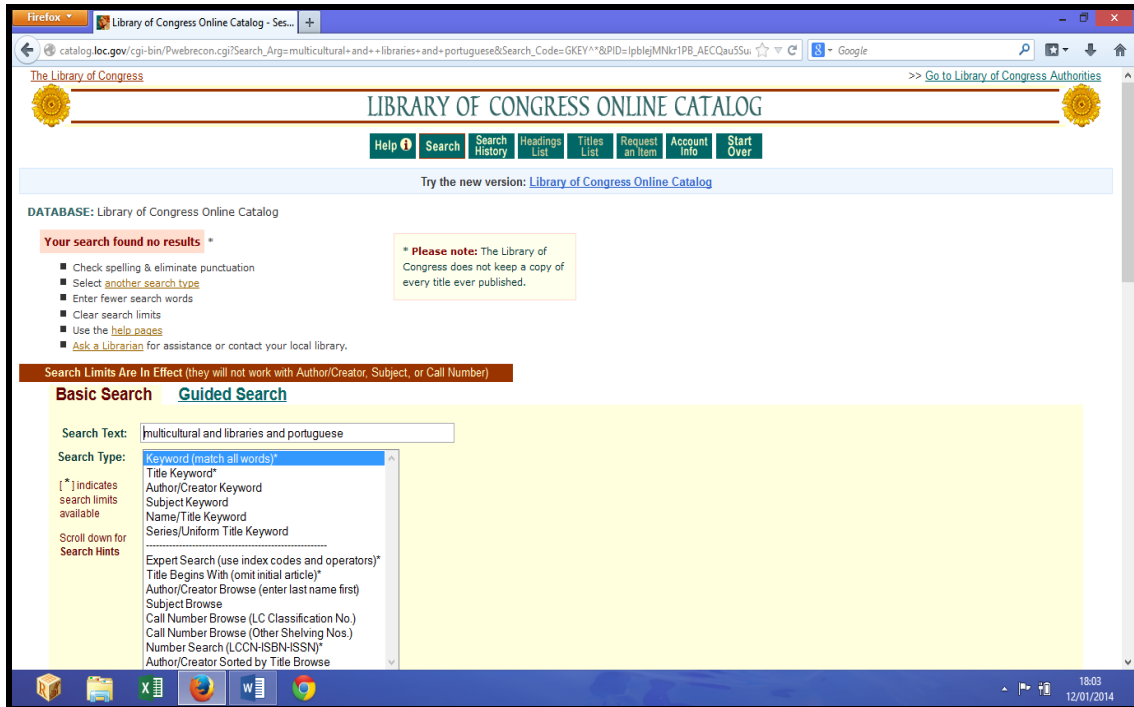 Firefox
Library of Congress Online Catalog - Ses...
catalog.loc.gov/cgi-bin/Pwebrecon.cgi?Search_Arg=multicultural+and++libraries+and+portuguese&Search_Code=GKEY^*&PID=
Google
The Library of Congress
>> Go to Library of Congress Authorities
LIBRARY OF CONGRESS ONLINE CATALOG
Help Search Search History Headings List Titles List Request an Item Account Info Start Over
Try the new version: Library of Congress Online Catalog
DATABASE: Library of Congress Online Catalog
Your search found no results *
Check spelling & eliminate punctuation
Select another search type
Enter fewer search words
Clear search limits
Use the help pages
Ask a Librarian for assistance or contact your local library.
* Please note: The Library of
Congress does not keep a copy of
every title ever published.
Search Limits Are In Effect (they will not work with Author/Creator, Subject, or Call Number)
Basic Search Guided Search
Search Text: multicultural and libraries and portuguese
Search Type:
[*] indicates
search limits
available
Scroll down for
Search Hints
Keyword (match all words)*
Title Keyword*
Author/Creator Keyword
Subject Keyword
Name/Title Keyword
Series/Uniform Title Keyword
Expert Search (use index codes and operators)*
Title Begins With (omit initial article)*
Author/Creator Browse (enter last name first)
Subject Browse
Call Number Browse (LC Classification No.)
Call Number Browse (Other Shelving Nos.)
Number Search (LCCN-ISBN-ISSN)*
Author/Creator Sorted by Title Browse
18:03
12/01/2014